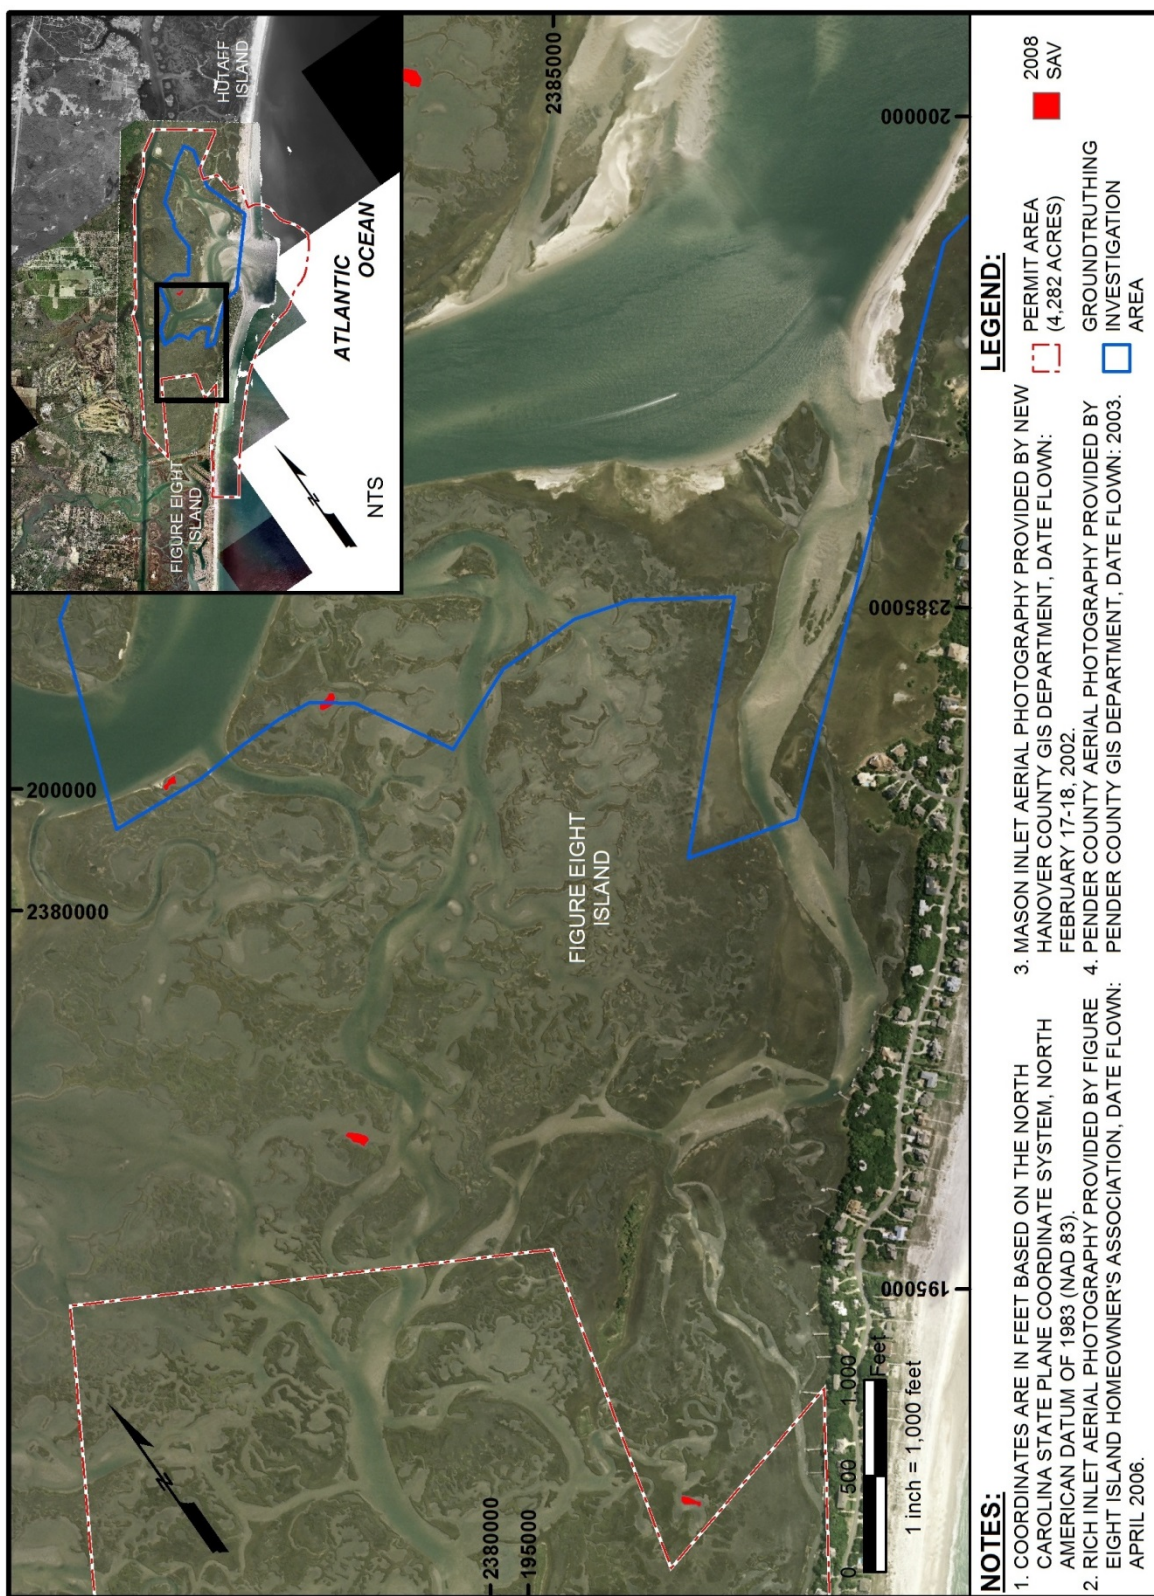 HUTAFF
ISLAND
FIGURE EIGHT
ISLAND
ATLANTIC
OCEAN
N
NTS
2385000
200000
200000
2380000
2385000
FIGURE EIGHT
ISLAND
N
2380000
195000
195000
0 500 1,000
Feet
1 inch = 1,000 feet
NOTES:
1. COORDINATES ARE IN FEET BASED ON THE NORTH
CAROLINA STATE PLANE COORDINATE SYSTEM, NORTH
AMERICAN DATUM OF 1983 (NAD 83).
2. RICH INLET AERIAL PHOTOGRAPHY PROVIDED BY FIGURE
EIGHT ISLAND HOMEOWNER'S ASSOCIATION, DATE FLOWN:
APRIL 2006.
3. MASON INLET AERIAL PHOTOGRAPHY PROVIDED BY NEW
HANOVER COUNTY GIS DEPARTMENT, DATE FLOWN:
FEBRUARY 17-18, 2002.
4. PENDER COUNTY AERIAL PHOTOGRAPHY PROVIDED BY
PENDER COUNTY GIS DEPARTMENT, DATE FLOWN: 2003.
LEGEND:
PERMIT AREA
(4,282 ACRES)
GROUNDTRUTHING
INVESTIGATION
AREA
2008
SAV